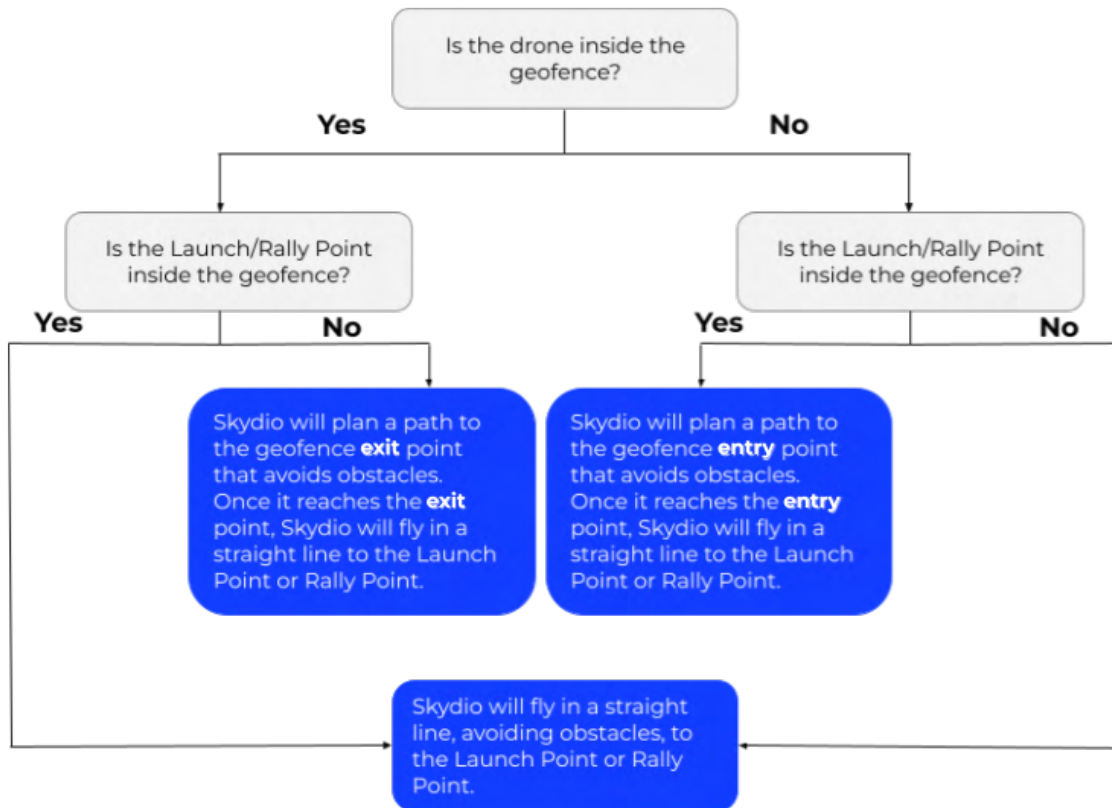 Is the drone inside the
geofence?
Yes
No
Is the Launch/Rally Point
inside the geofence?
Is the Launch/Rally Point
inside the geofence?
Yes
No
Yes
No
Skydio will plan a path to
the geofence exit point
that avoids obstacles.
Once it reaches the exit
point, Skydio will fly in a
straight line to the Launch
Point or Rally Point.
Skydio will plan a path to
the geofence entry point
that avoids obstacles.
Once it reaches the entry
point, Skydio will fly in a
straight line to the Launch
Point or Rally Point.
Skydio will fly in a straight
line, avoiding obstacles, to
the Launch Point or Rally
Point.